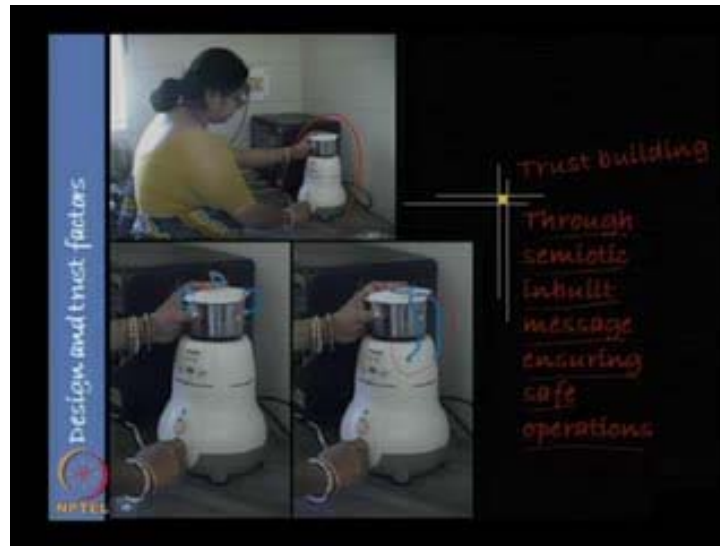 Design and trust factors
Trust building
Through
semiotic
inbuilt
message
ensuring
safe
operations
NPTEL